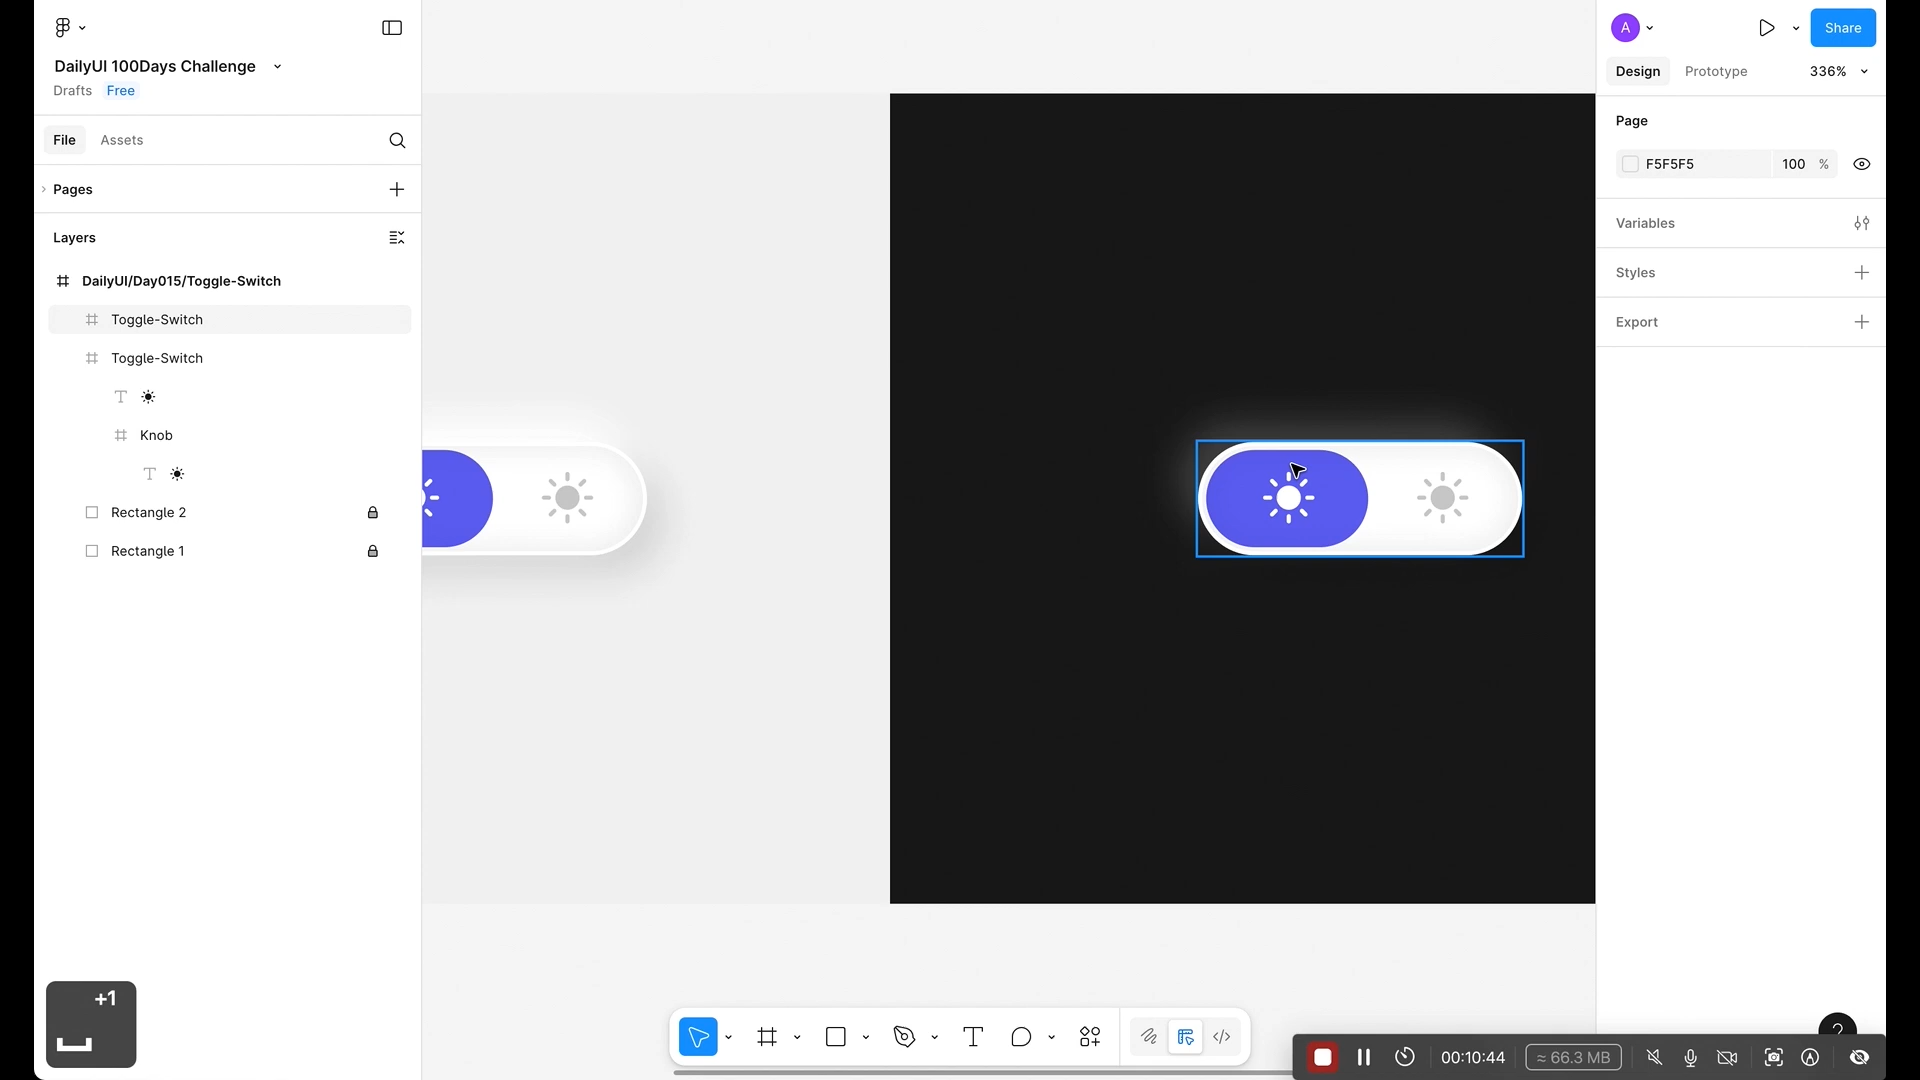 DailyUI 100Days Challenge
Drafts Free
File Assets
Pages
Layers
DailyUI/Day015/Toggle-Switch
Toggle-Switch
Toggle-Switch
☀
Knob
☀
Rectangle 2
Rectangle 1
+1
A
Share
Design Prototype 336%
Page
F5F5F5 100 %
Variables
Styles
Export
?
00:10:44 ≈ 66.3 MB